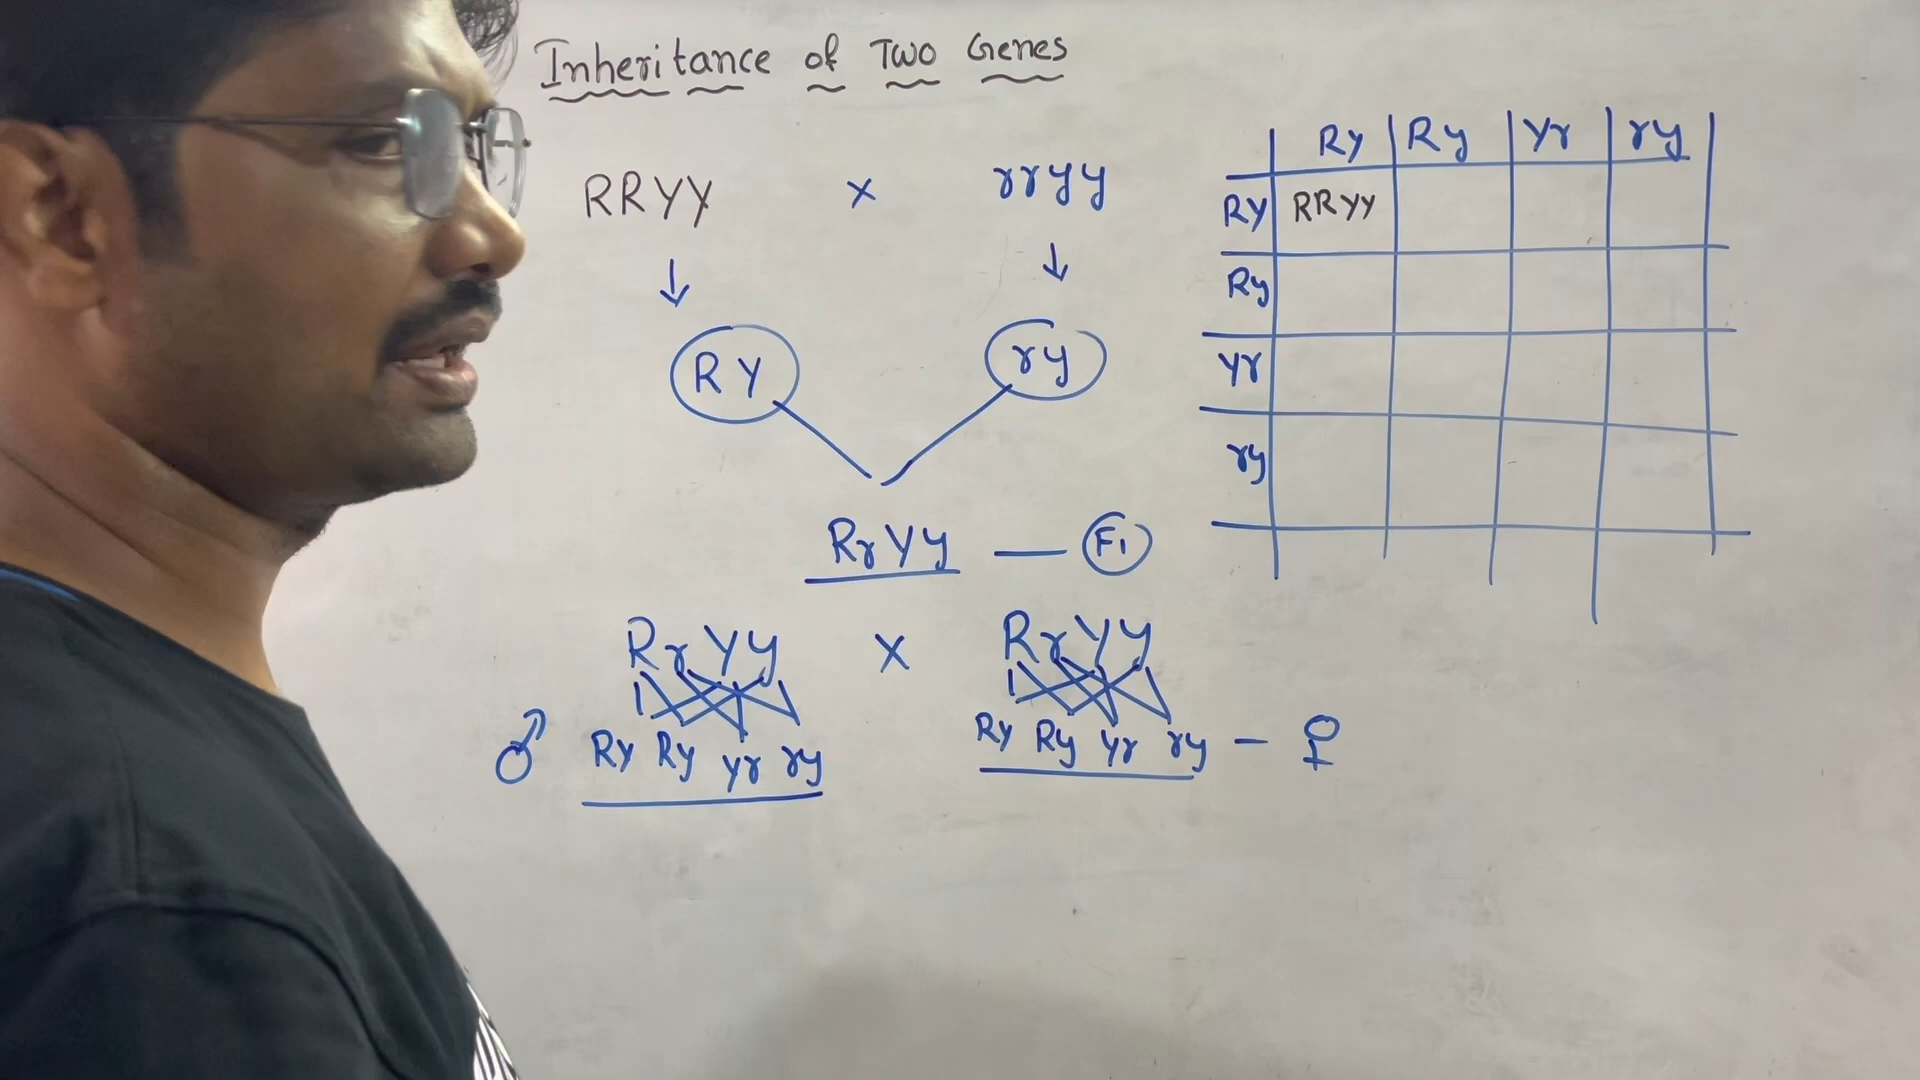 Inheritance of Two Genes
RRYY x rryy
↓ ↓
RY ry
RrYy — F1
RrYy x RrYy
♂ RY Ry Yr ry
RY Ry Yr ry — ♀
RY Ry Yr ry
RY RRYY
Ry
Yr
ry